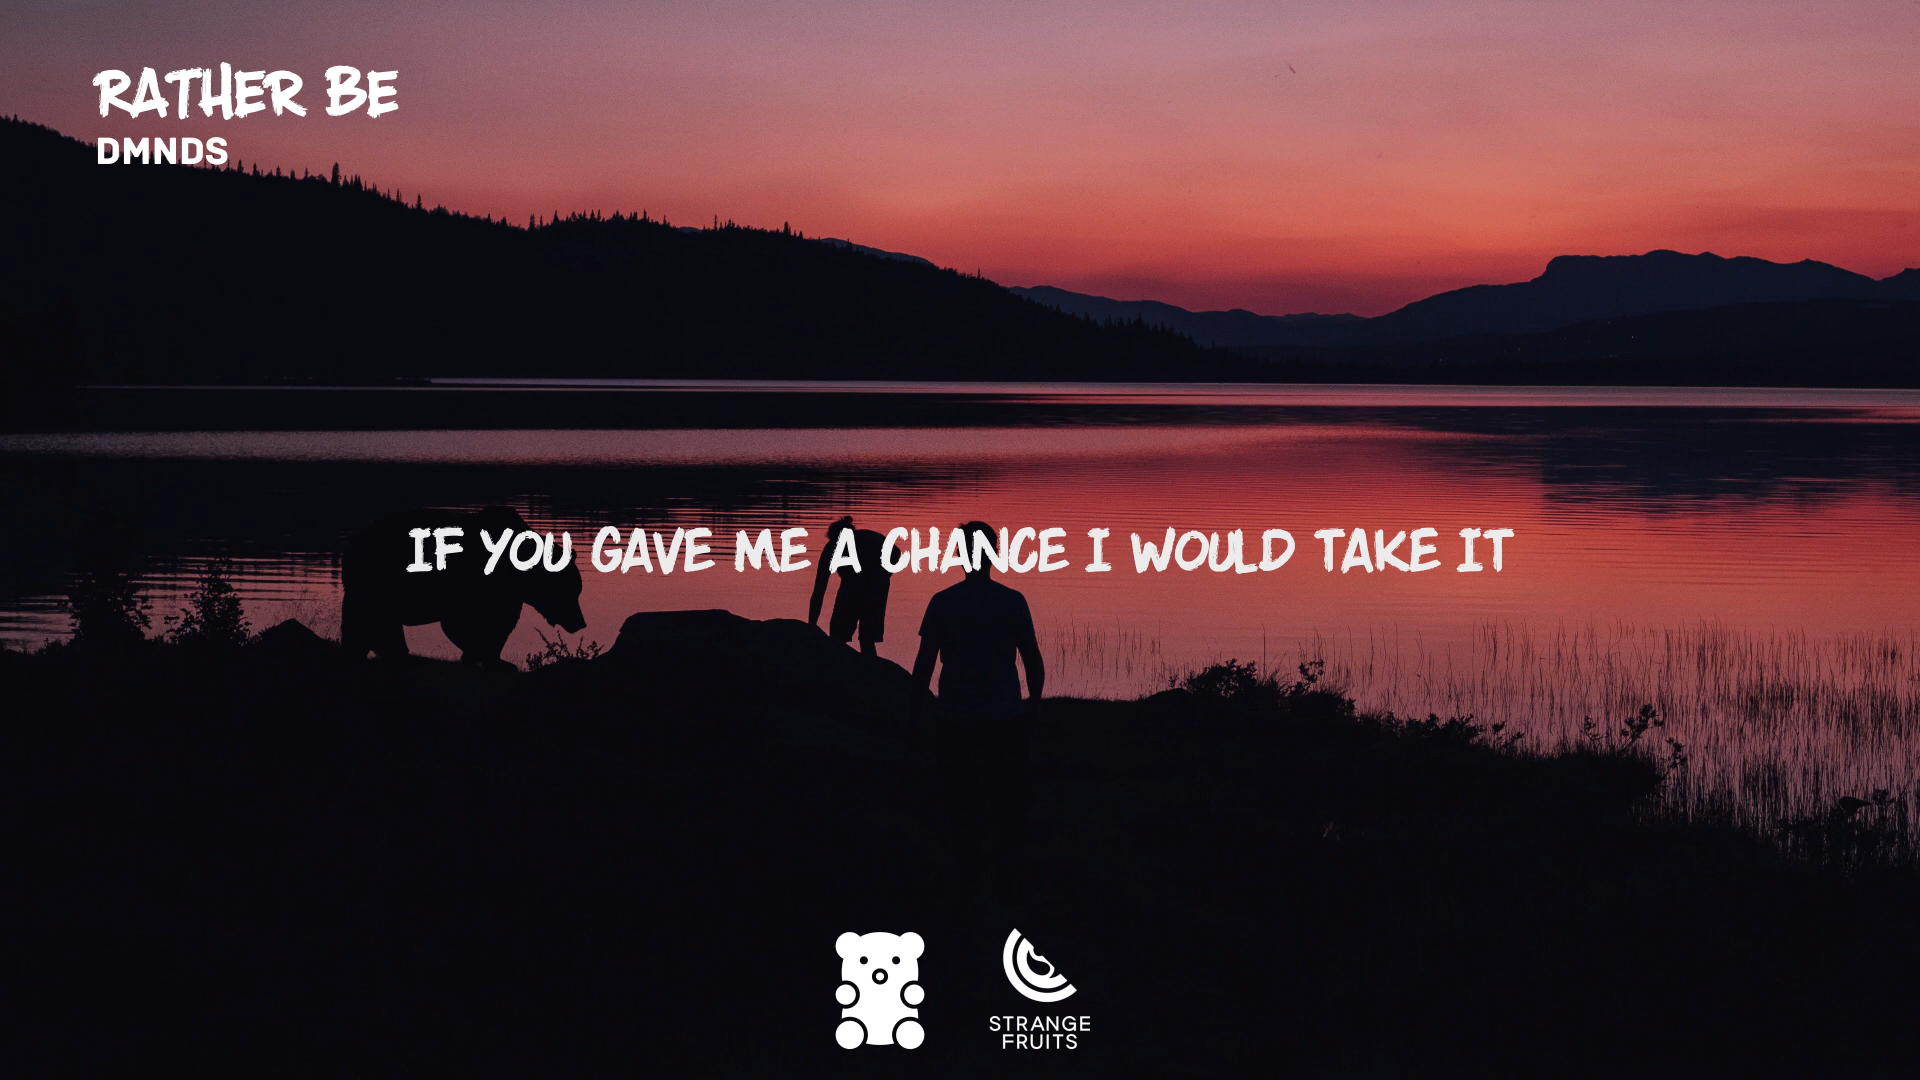 RATHER BE
DMNDS
IF YOU GAVE ME A CHANCE I WOULD TAKE IT
STRANGE
FRUITS